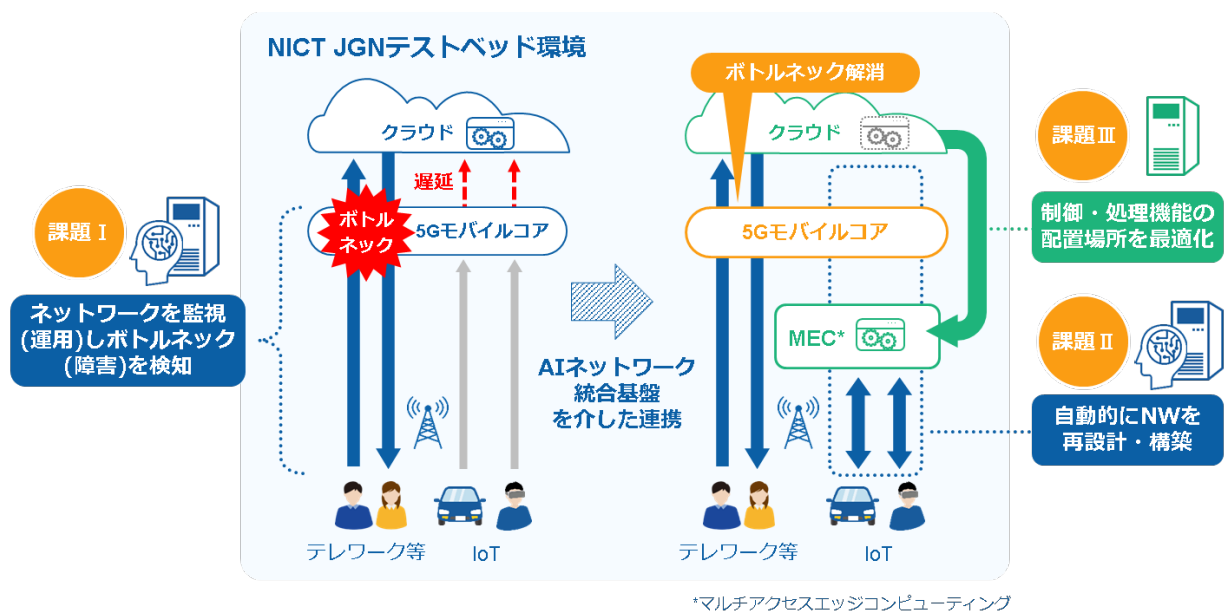 NICT JGNテストベッド環境
クラウド
遅延
ボトル
ネック
5Gモバイルコア
課題Ⅰ
ネットワークを監視
(運用)しボトルネック
(障害)を検知
テレワーク等
IoT
AIネットワーク
統合基盤
を介した連携
ボトルネック解消
クラウド
5Gモバイルコア
MEC*
テレワーク等
IoT
課題Ⅲ
制御・処理機能の
配置場所を最適化
課題Ⅱ
自動的にNWを
再設計・構築
*マルチアクセスエッジコンピューティング